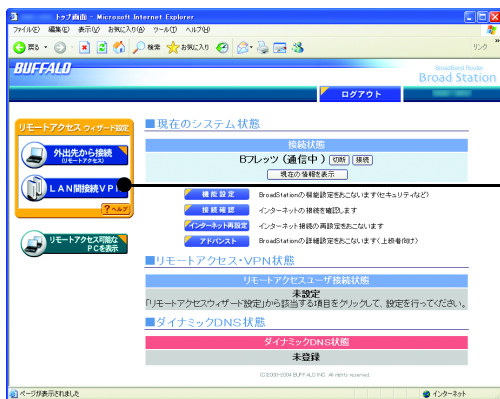 トップ画面 - Microsoft Internet Explorer
ファイル(F) 編集(E) 表示(V) お気に入り(A) ツール(T) ヘルプ(H)
戻る 検索 お気に入り リンク
BUFFALO
Broadband Router
Broad Station
ログアウト
リモートアクセス ウィザード設定
外出先から接続
(リモートアクセス)
LAN間接続VP
? ヘルプ
リモートアクセス可能な
PCを表示
■現在のシステム状態
接続状態
Bフレッツ (通信中) 切断 接続
現在の情報を表示
機能設定 BroadStationの機能設定をおこないます(セキュリティなど)
接続確認 インターネットの接続を確認します
インターネット再設定 インターネット接続の再設定をおこないます
アドバンスト BroadStationの詳細設定をおこないます(上級者向け)
■リモートアクセス・VPN状態
リモートアクセスユーザ接続状態
未設定
「リモートアクセスウィザード設定」から該当する項目をクリックして、設定を行ってください。
■ダイナミックDNS状態
ダイナミックDNS状態
未登録
(C)2000-2004 BUFFALO INC. All rights reserved.
ページが表示されました インターネット